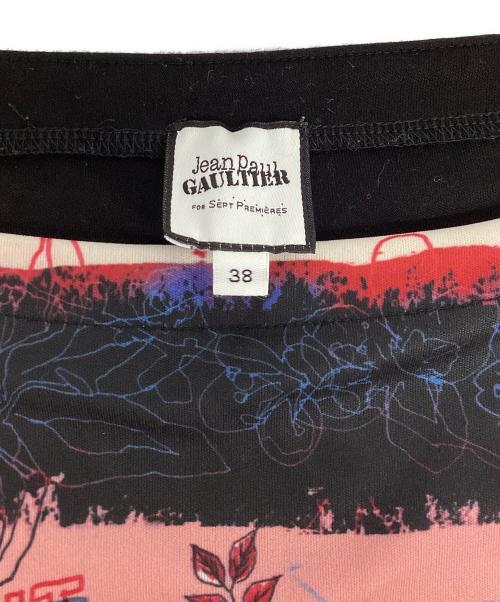 Jean Paul
GAULTIER
FOR SEPT PREMIÈRES
38